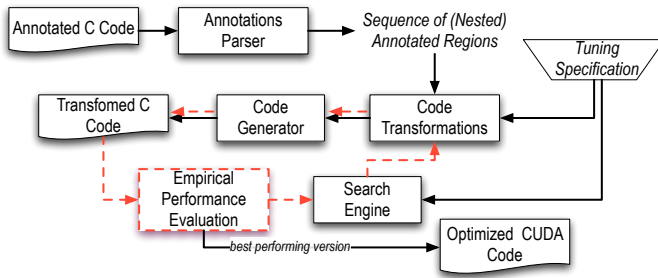 Annotated C Code
Annotations
Parser
Sequence of (Nested)
Annotated Regions
Tuning
Specification
Transfomed C
Code
Code
Generator
Code
Transformations
Empirical
Performance
Evaluation
Search
Engine
best performing version
Optimized CUDA
Code